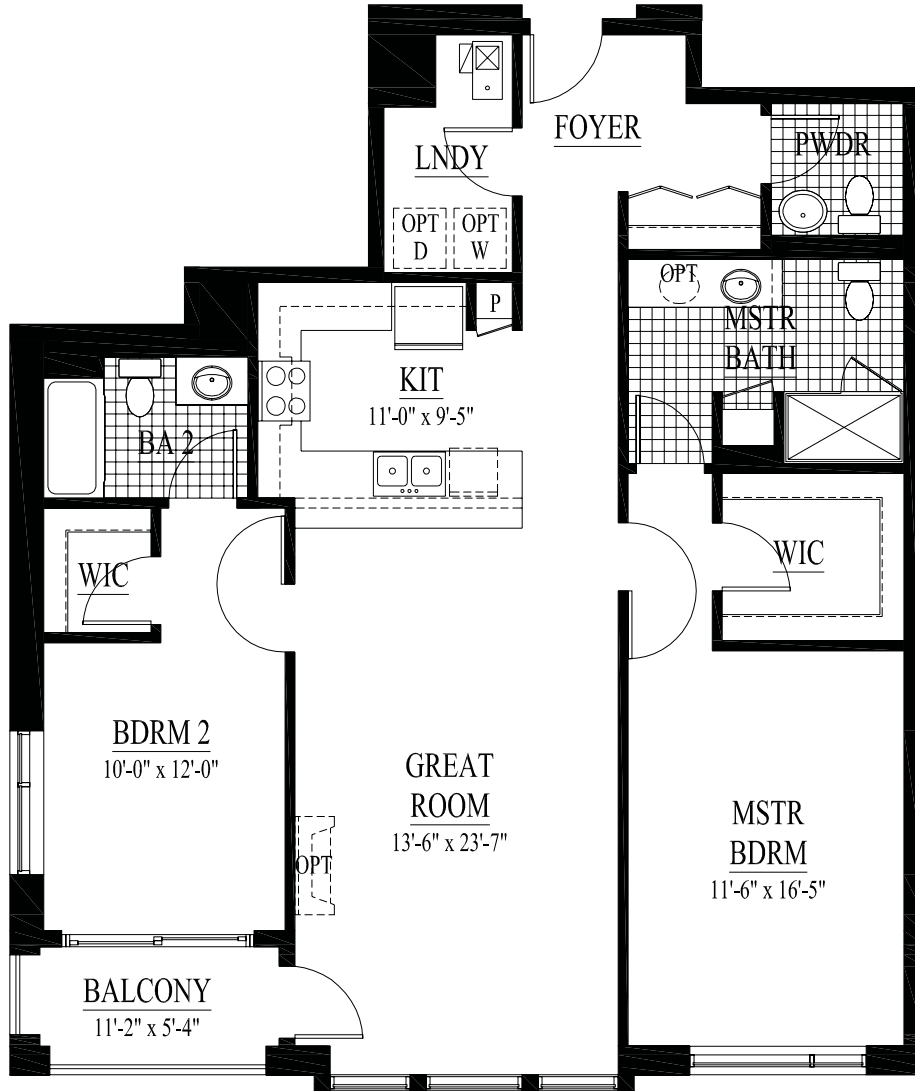 FOYER
PWDR
LNDY
OPT
D
OPT
W
OPT
P
MSTR
BATH
KIT
11'-0" x 9'-5"
BA 2
WIC
WIC
BDRM 2
10'-0" x 12'-0"
GREAT
ROOM
13'-6" x 23'-7"
MSTR
BDRM
11'-6" x 16'-5"
OPT
BALCONY
11'-2" x 5'-4"